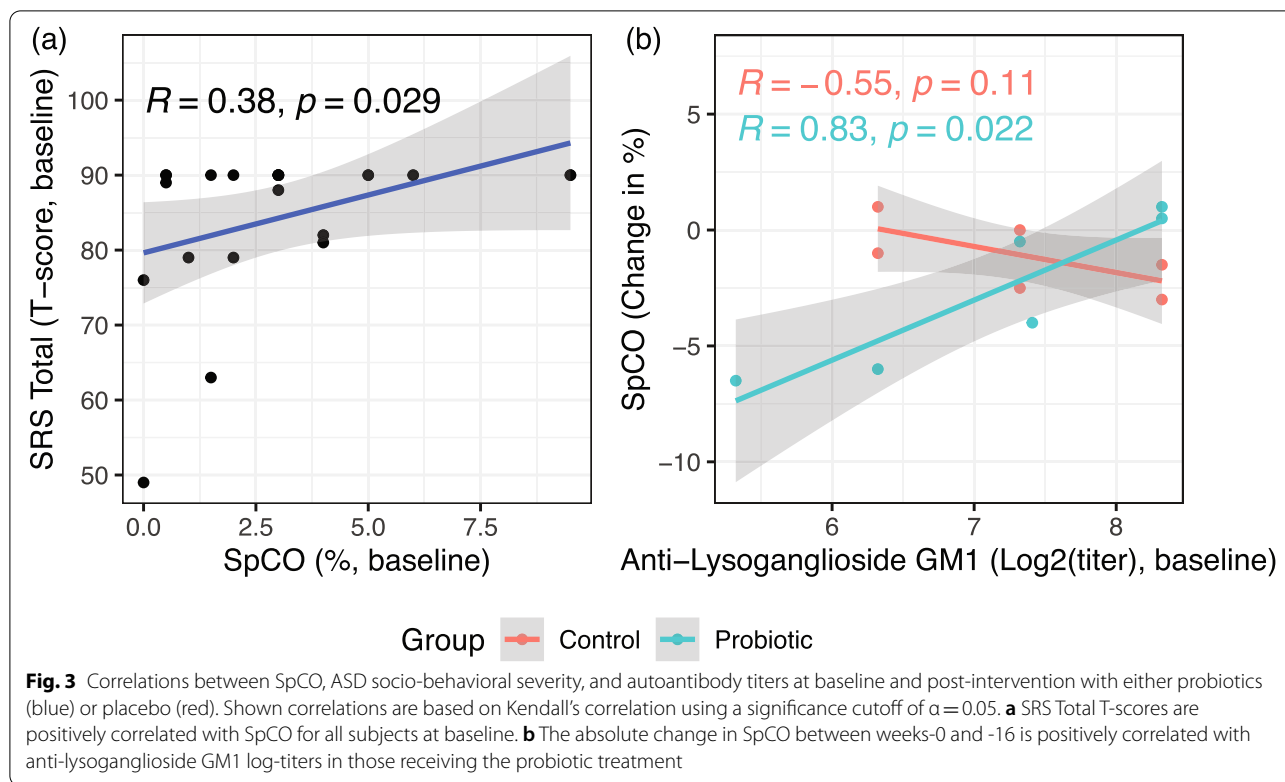 (a)
R = 0.38, p = 0.029
SRS Total (T−score, baseline)
100
90
80
70
60
50
0.0 2.5 5.0 7.5
SpCO (%, baseline)
(b)
R = −0.55, p = 0.11
R = 0.83, p = 0.022
SpCO (Change in %)
5
0
−5
−10
6 7 8
Anti−Lysoganglioside GM1 (Log2(titer), baseline)
Group Control Probiotic
Fig. 3 Correlations between SpCO, ASD socio-behavioral severity, and autoantibody titers at baseline and post-intervention with either probiotics
(blue) or placebo (red). Shown correlations are based on Kendall’s correlation using a significance cutoff of α = 0.05. a SRS Total T-scores are
positively correlated with SpCO for all subjects at baseline. b The absolute change in SpCO between weeks-0 and -16 is positively correlated with
anti-lysoganglioside GM1 log-titers in those receiving the probiotic treatment